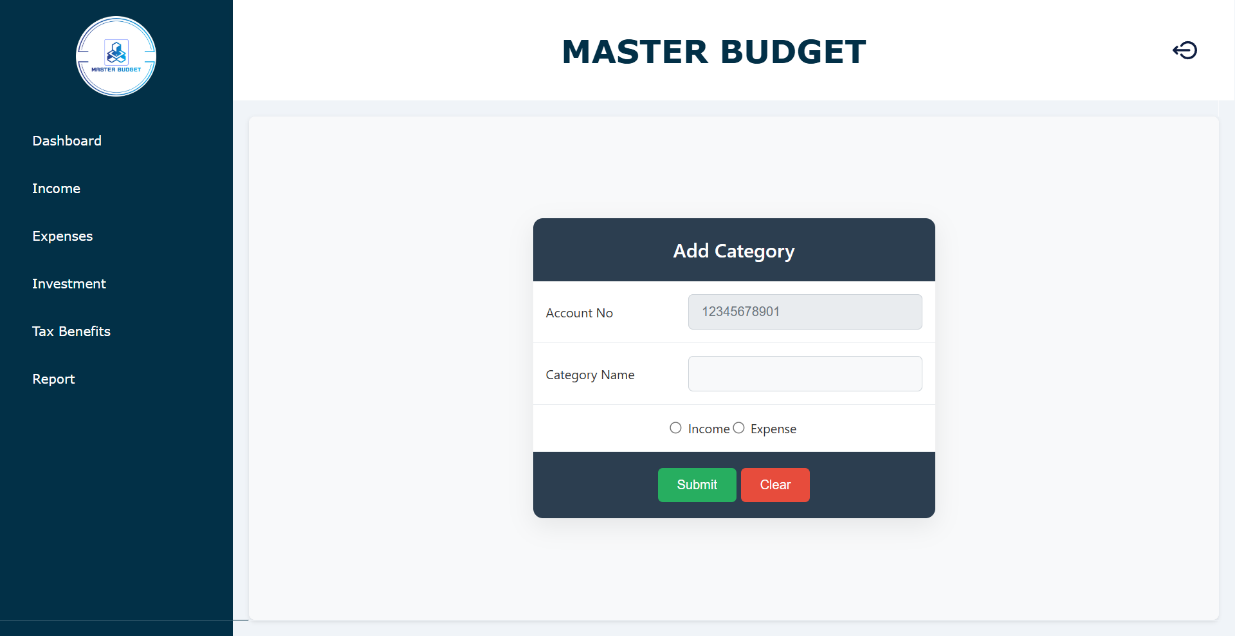 MASTER BUDGET
MASTER BUDGET
Dashboard
Income
Expenses
Investment
Tax Benefits
Report
Add Category
Account No 12345678901
Category Name
Income Expense
Submit Clear